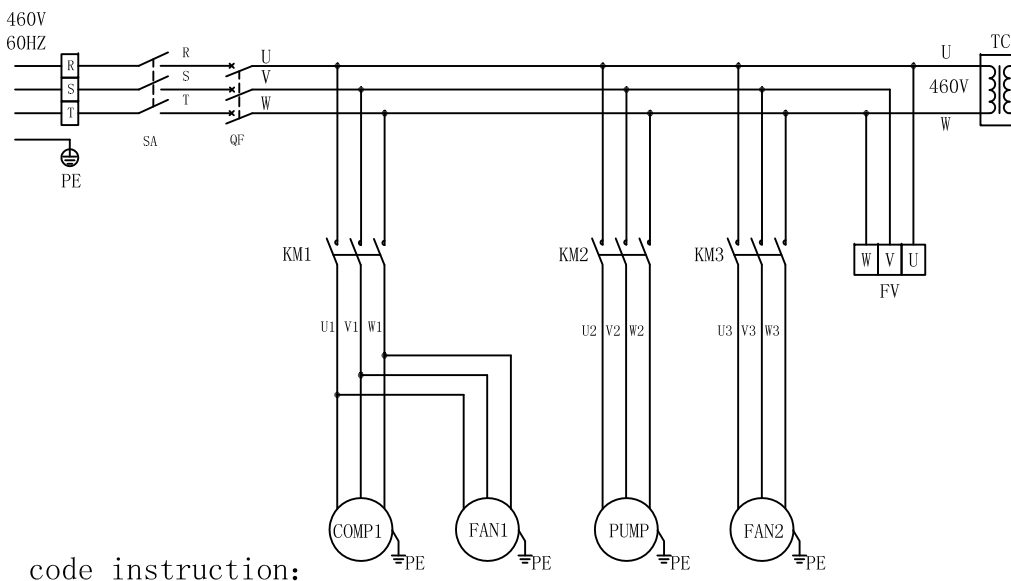 460V
60HZ
R R U U TC
S S V 460V
T T W W
SA QF
PE
KM1 KM2 KM3 W V U
FV
U1 V1 W1 U2 V2 W2 U3 V3 W3
COMP1 FAN1 PUMP FAN2
PE PE PE PE
code instruction: